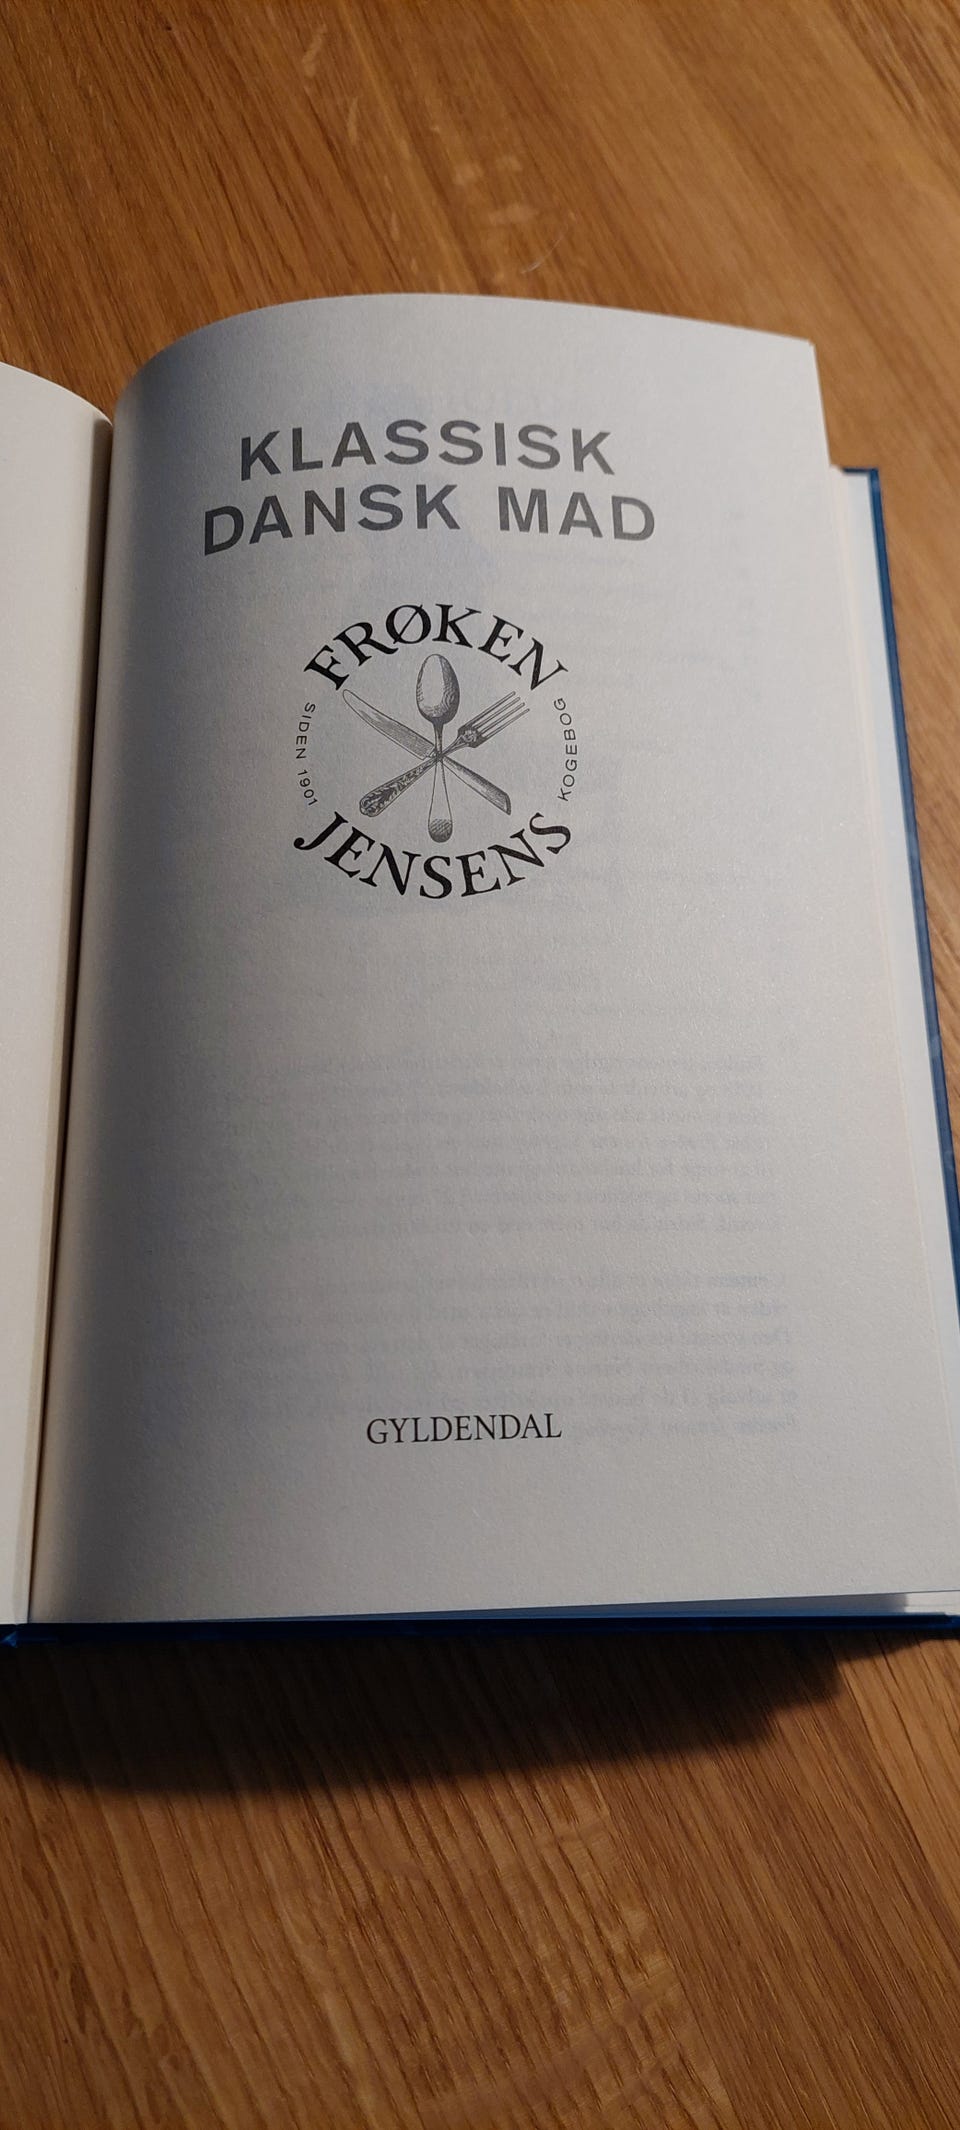 KLASSISK
DANSK MAD
FRØKEN
SIDEN 1901
KOGEBOG
JENSENS
GYLDENDAL